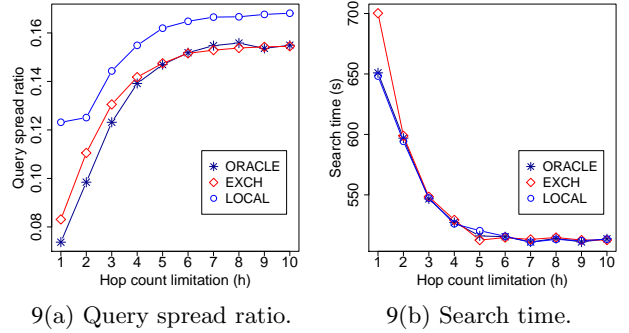 Query spread ratio
0.16
0.14
0.12
0.10
0.08
ORACLE
EXCH
LOCAL
1 2 3 4 5 6 7 8 9 10
Hop count limitation (h)
9(a) Query spread ratio.
Search time (s)
700
650
600
550
ORACLE
EXCH
LOCAL
1 2 3 4 5 6 7 8 9 10
Hop count limitation (h)
9(b) Search time.